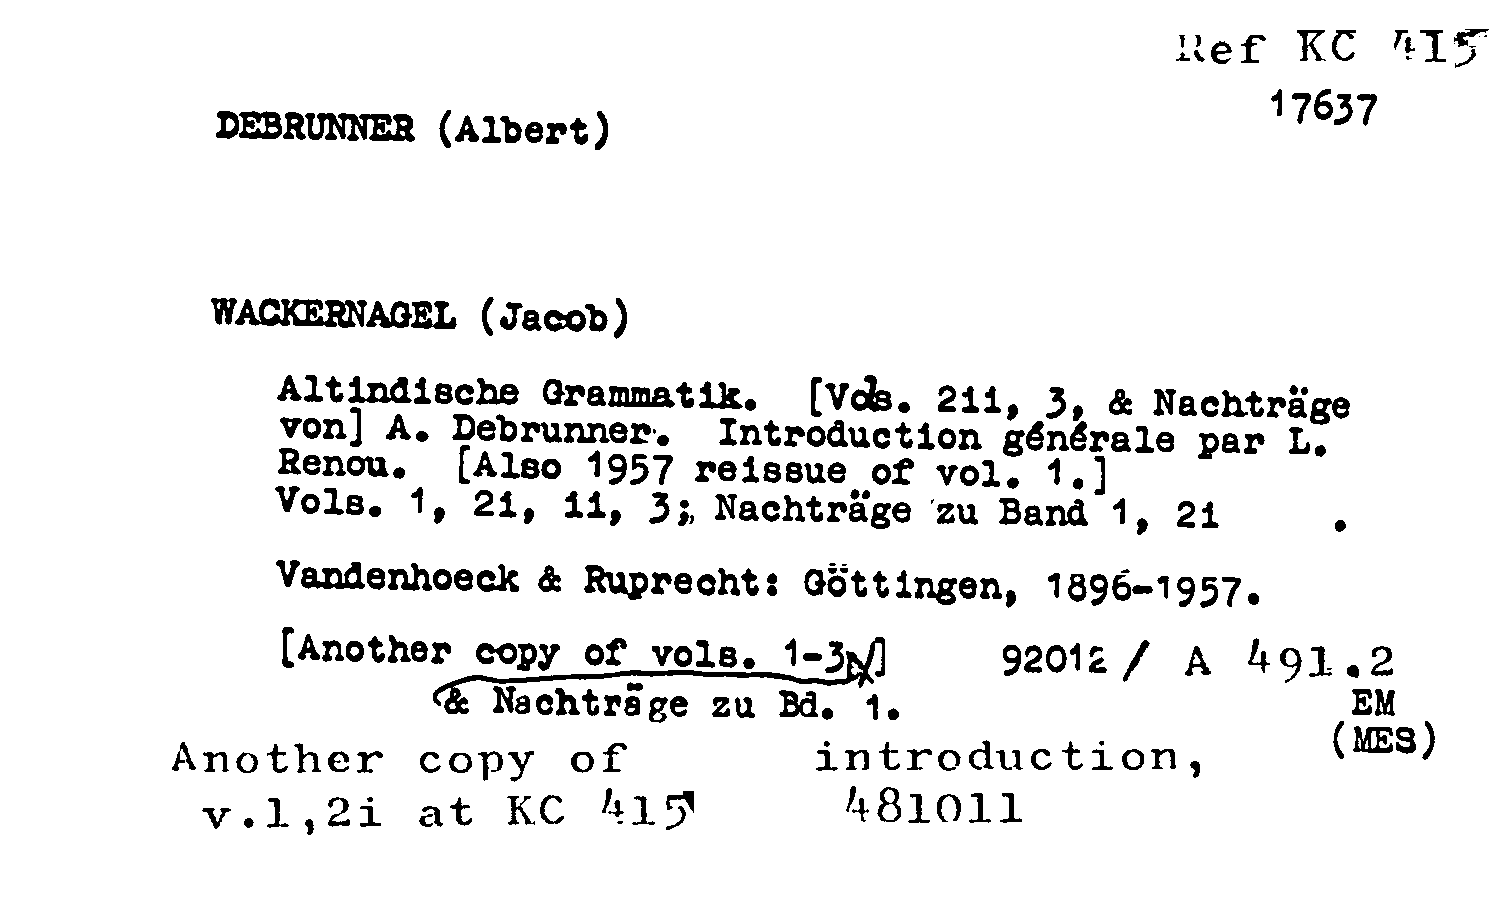 Ref KC 415
17637
DEBRUNNER (Albert)
WACKERNAGEL (Jacob)
Altindische Grammatik. [Vols. 2ii, 3, & Nachträge
von] A. Debrunner. Introduction générale par L.
Renou. [Also 1957 reissue of vol. 1.]
Vols. 1, 2i, ii, 3; Nachträge zu Band 1, 2i .
Vandenhoeck & Ruprecht: Göttingen, 1896-1957.
[Another copy of vols. 1-3] 92012 / A 491.2
& Nachträge zu Bd. 1. EM
(MES)
Another copy of introduction,
v.1,2i at KC 415 481011